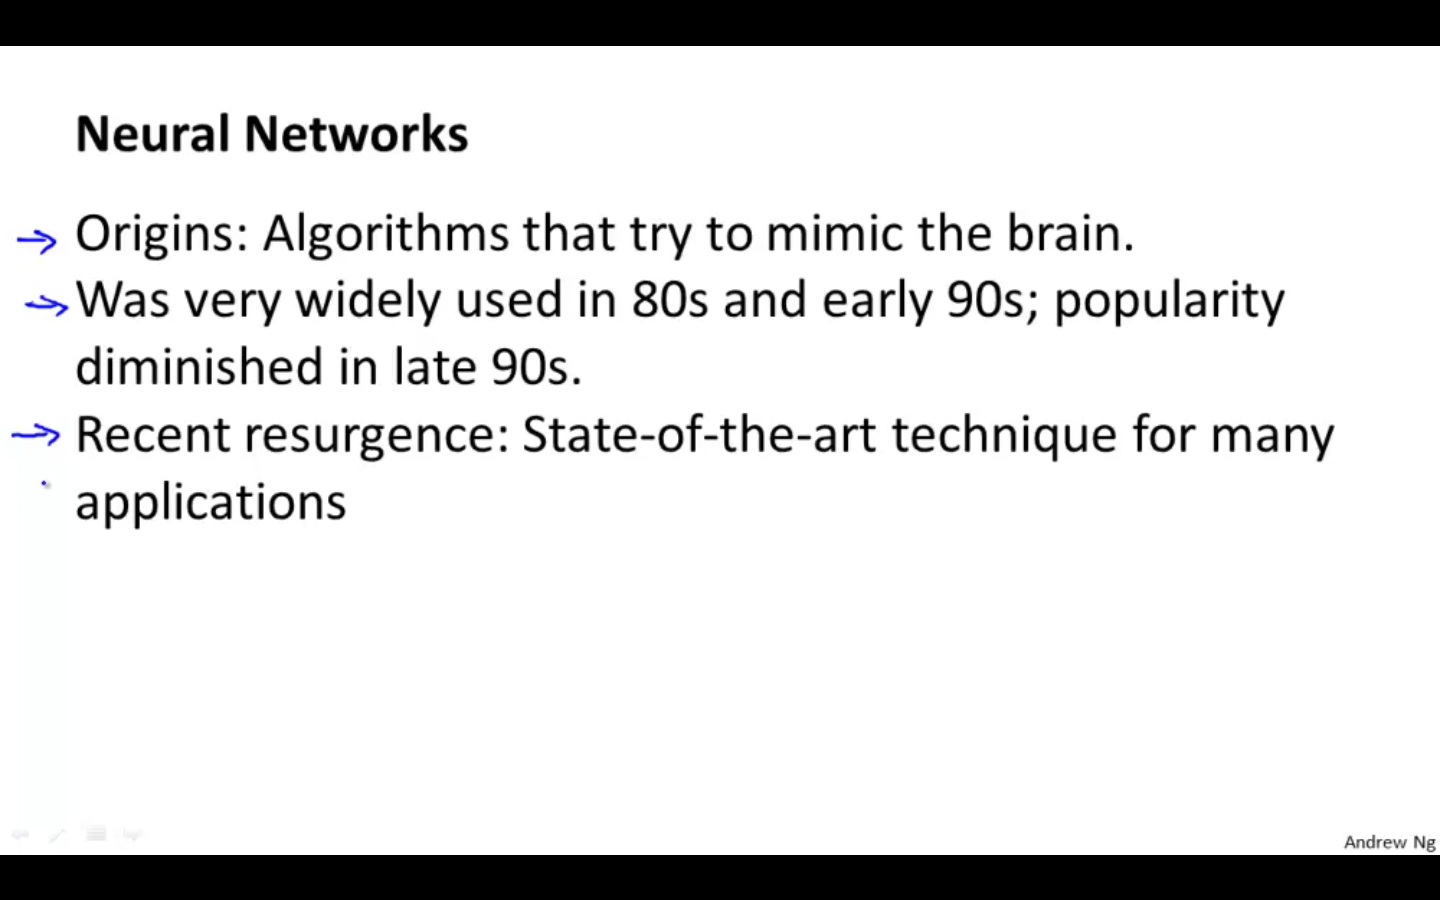 Neural Networks
Origins: Algorithms that try to mimic the brain.
Was very widely used in 80s and early 90s; popularity
diminished in late 90s.
Recent resurgence: State-of-the-art technique for many
applications
Andrew Ng